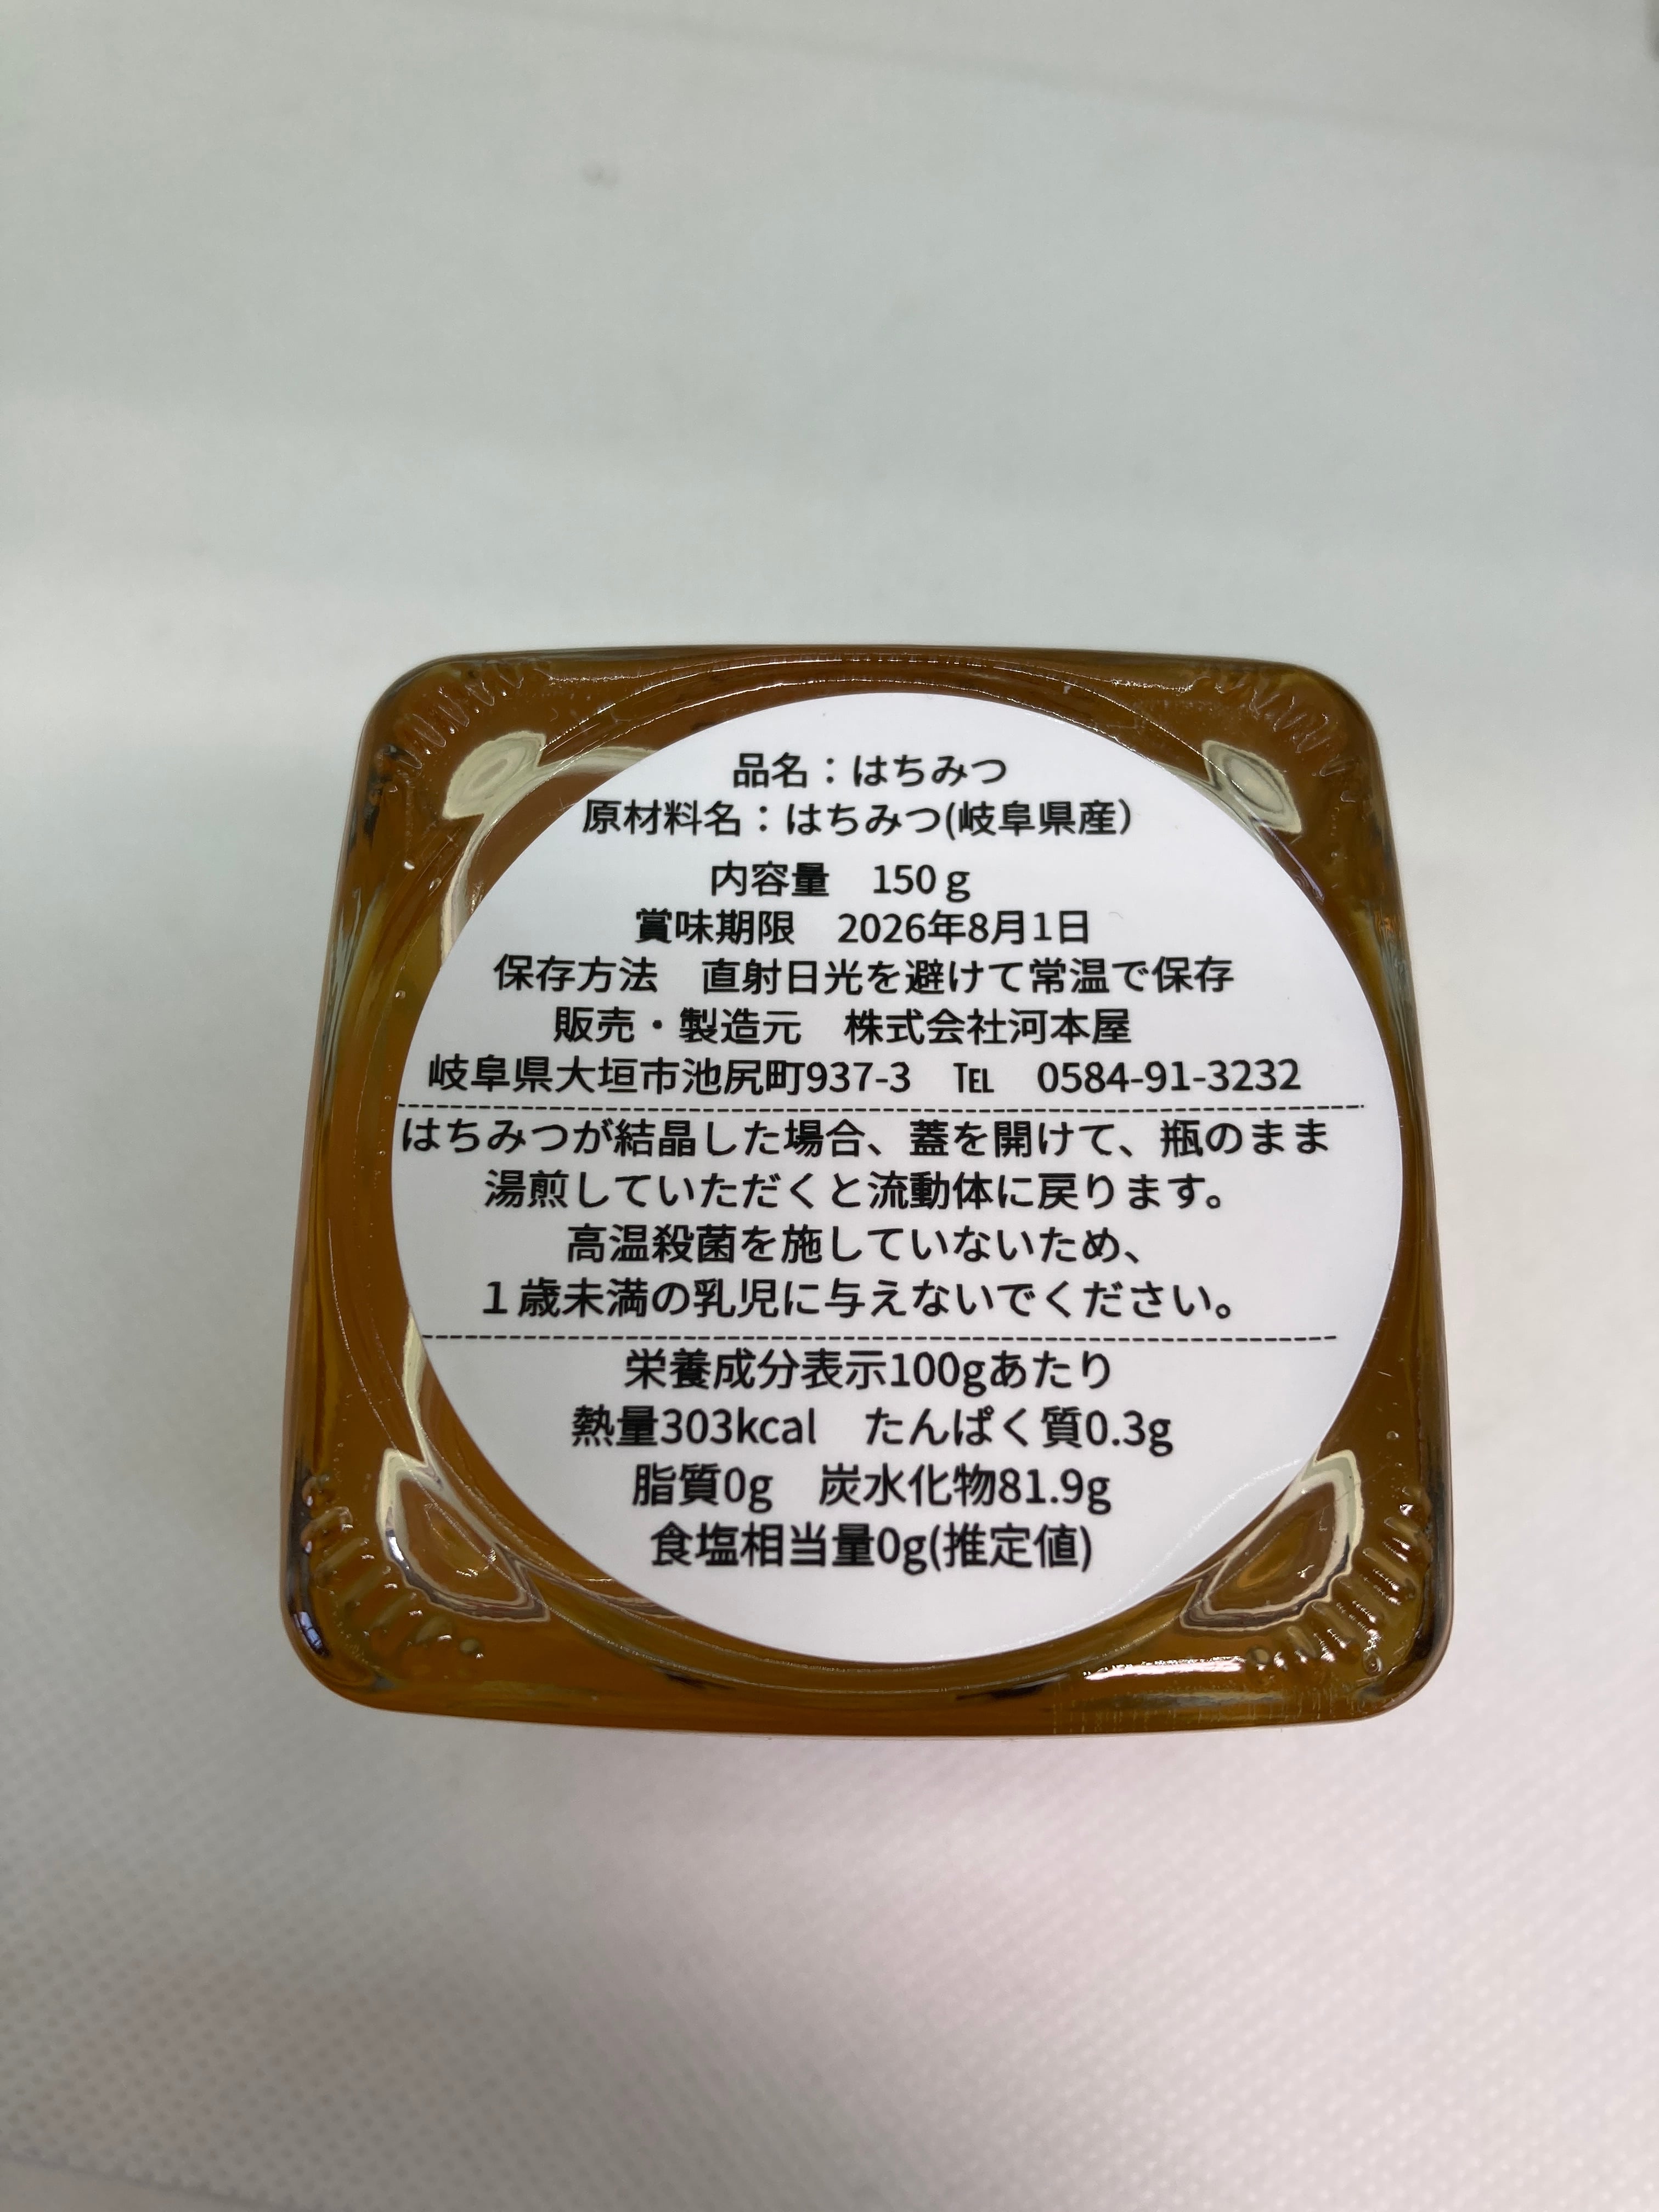 品名：はちみつ
原材料名：はちみつ(岐阜県産）
内容量　150ｇ
賞味期限　2026年8月1日
保存方法　直射日光を避けて常温で保存
販売・製造元　株式会社河本屋
岐阜県大垣市池尻町937-3　℡　0584-91-3232
はちみつが結晶した場合、蓋を開けて、瓶のまま
湯煎していただくと流動体に戻ります。
高温殺菌を施していないため、
１歳未満の乳児に与えないでください。
栄養成分表示100gあたり
熱量303kcal　たんぱく質0.3g
脂質0g　炭水化物81.9g
食塩相当量0g(推定値)